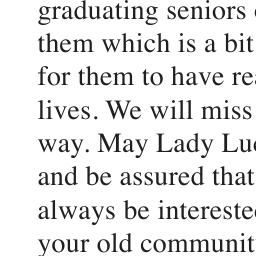 graduating seniors
them which is a bit
for them to have
lives. We will miss
way. May Lady
and be assured that
always be
your old